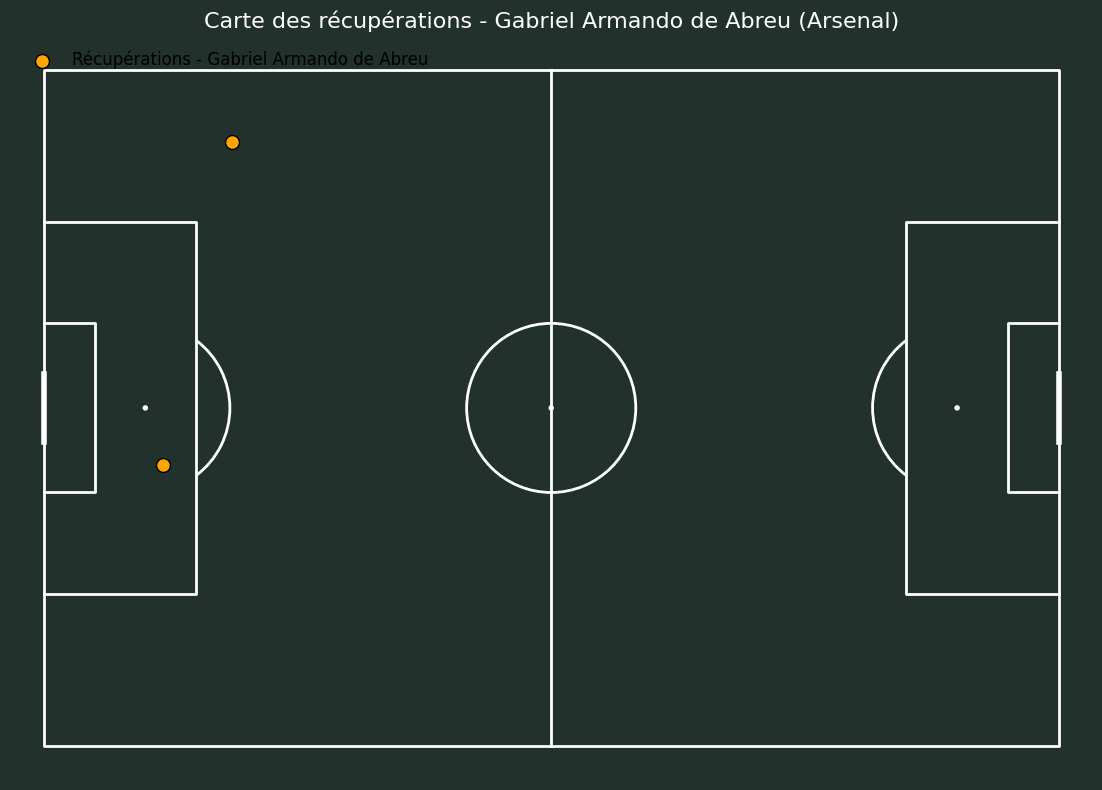 Carte des récupérations - Gabriel Armando de Abreu (Arsenal)
Récupérations - Gabriel Armando de Abreu